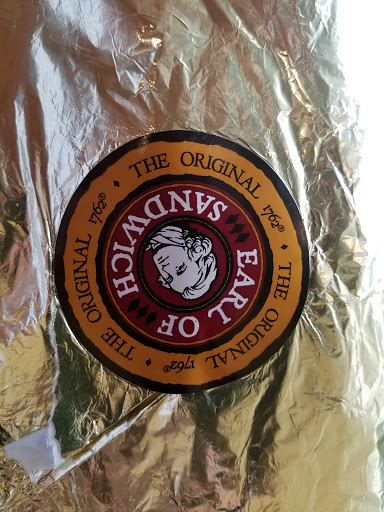 THE ORIGINAL 1762®
THE ORIGINAL 1762®
THE ORIGINAL 1762®
EARL OF
SANDWICH